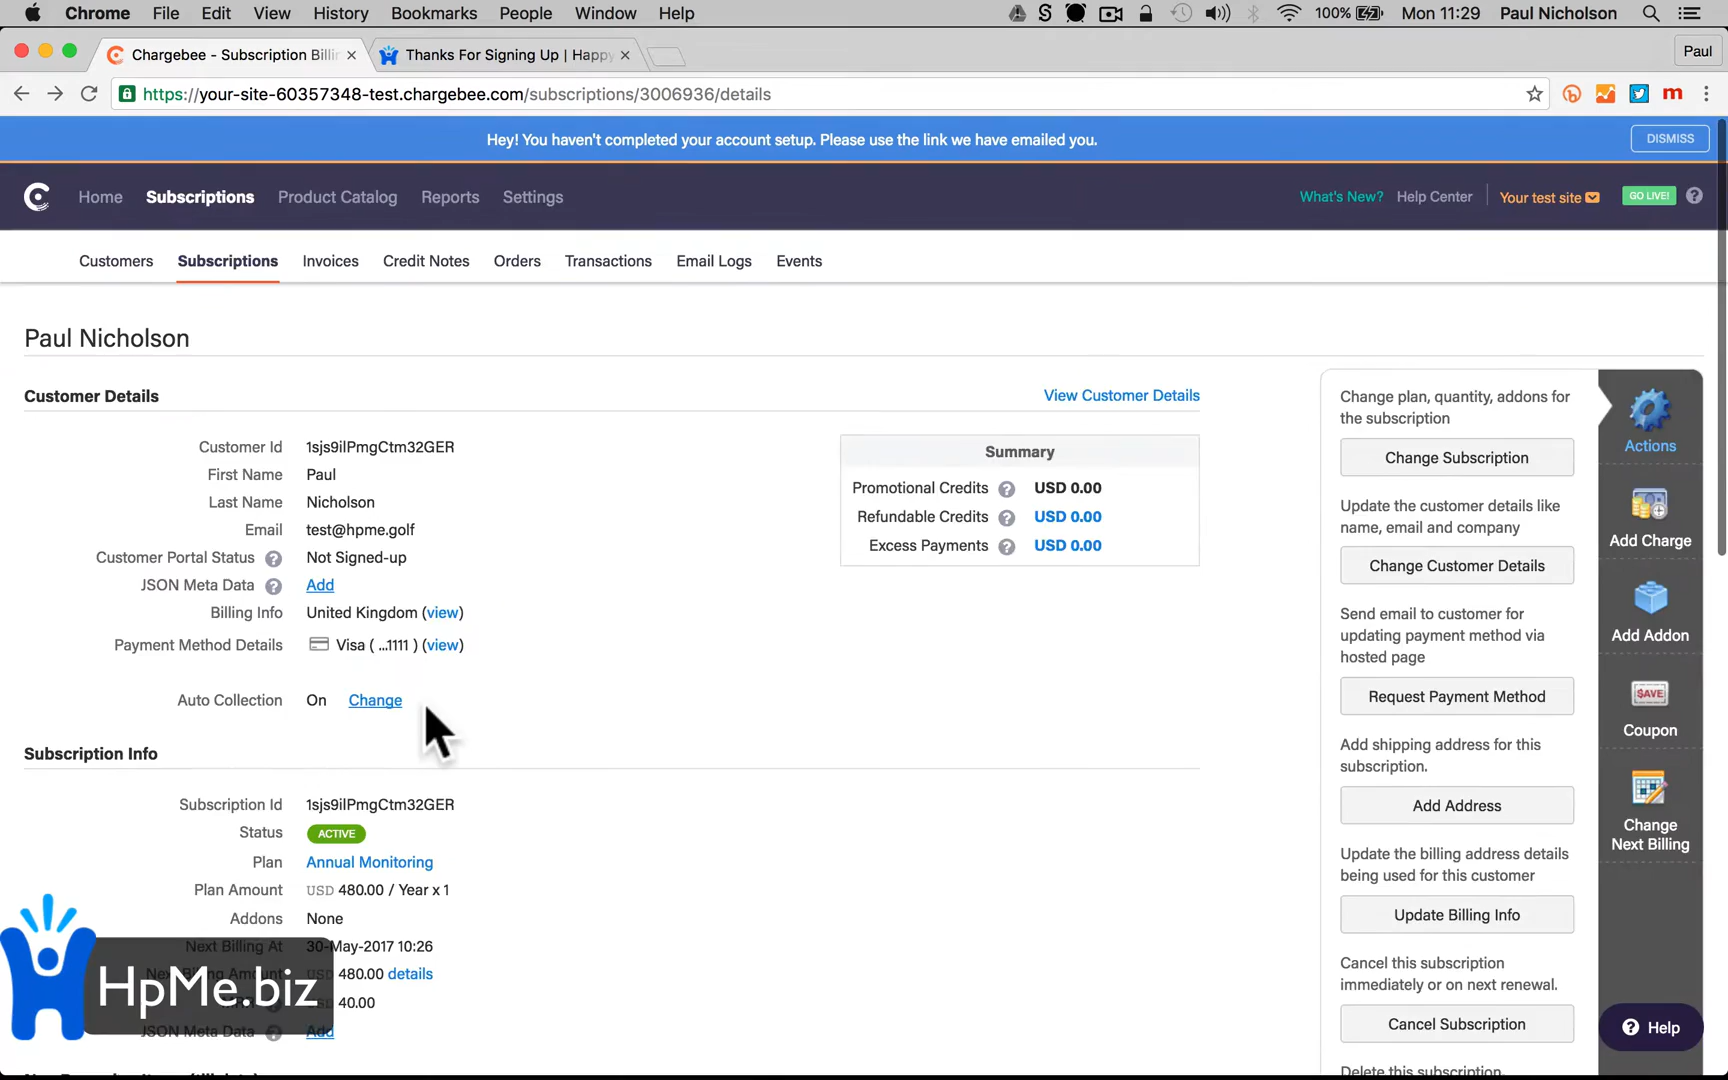 Chrome File Edit View History Bookmarks People Window Help 100% Mon 11:29 Paul Nicholson
Chargebee - Subscription Billin Thanks For Signing Up | Happy Paul
https://your-site-60357348-test.chargebee.com/subscriptions/3006936/details
Hey! You haven't completed your account setup. Please use the link we have emailed you. DISMISS
Home Subscriptions Product Catalog Reports Settings What's New? Help Center Your test site GO LIVE!
Customers Subscriptions Invoices Credit Notes Orders Transactions Email Logs Events
Paul Nicholson
Customer Details View Customer Details
Customer Id 1sjs9ilPmgCtm32GER
First Name Paul
Last Name Nicholson
Email test@hpme.golf
Customer Portal Status ? Not Signed-up
JSON Meta Data ? Add
Billing Info United Kingdom (view)
Payment Method Details Visa ( ...1111 ) (view)
Auto Collection On Change
Summary
Promotional Credits ? USD 0.00
Refundable Credits ? USD 0.00
Excess Payments ? USD 0.00
Subscription Info
Subscription Id 1sjs9ilPmgCtm32GER
Status ACTIVE
Plan Annual Monitoring
Plan Amount USD 480.00 / Year x 1
Addons None
Next Billing At 30-May-2017 10:26
Next Billing Amount USD 480.00 details
40.00
JSON Meta Data ? Add
HpMe.biz
Change plan, quantity, addons for
the subscription
Change Subscription
Update the customer details like
name, email and company
Change Customer Details
Send email to customer for
updating payment method via
hosted page
Request Payment Method
Add shipping address for this
subscription.
Add Address
Update the billing address details
being used for this customer
Update Billing Info
Cancel this subscription
immediately or on next renewal.
Cancel Subscription
Delete this subscription.
Actions
Add Charge
Add Addon
SAVE
Coupon
Change
Next Billing
? Help